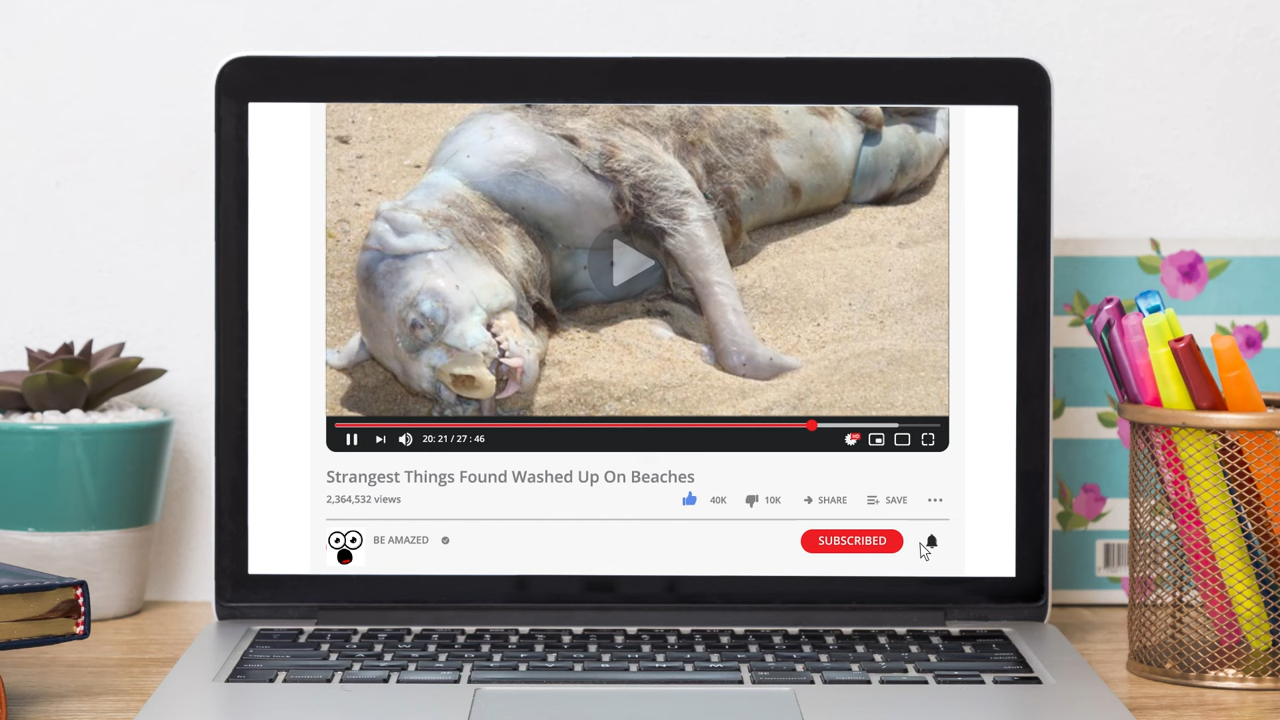 20: 21 / 27 : 46
HD
Strangest Things Found Washed Up On Beaches
2,364,532 views
40K
10K
SHARE
SAVE
BE AMAZED
SUBSCRIBED